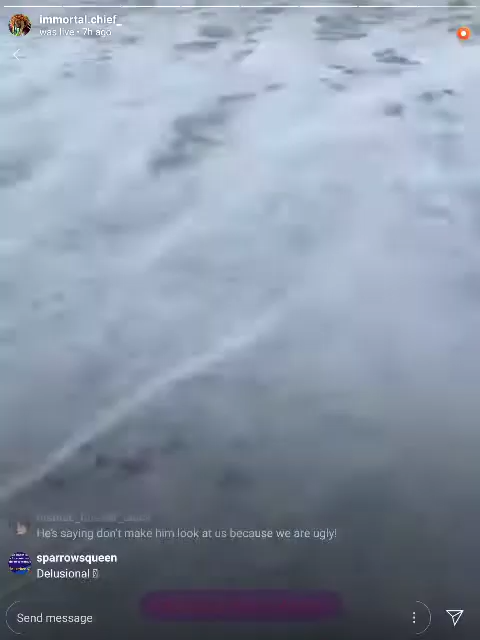 immortal.chief_
was live • 7h ago
He's saying don't make him look at us because we are ugly!
sparrowsqueen
Delusional
Send message